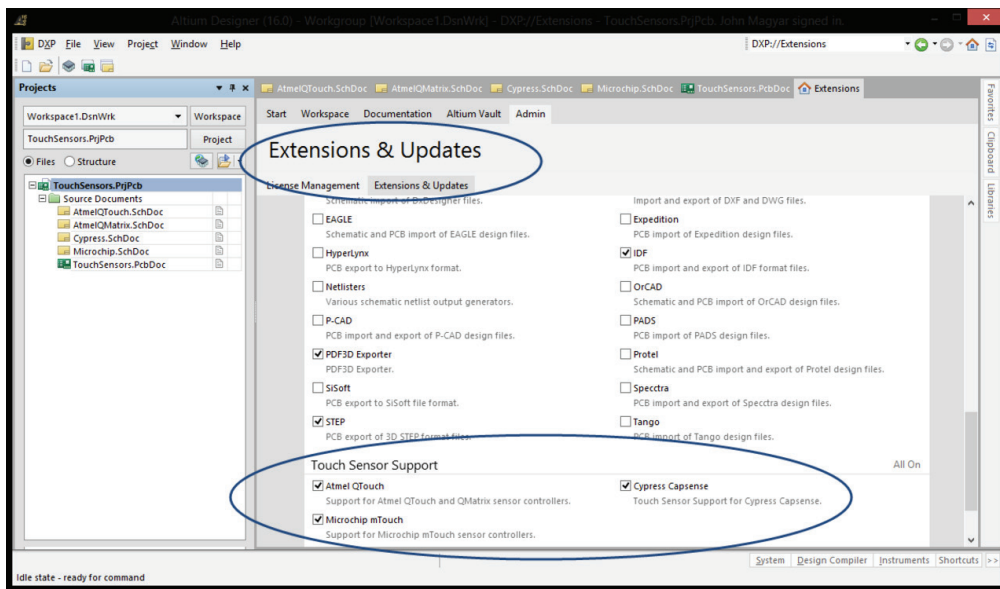 Altium Designer (16.0) - Workgroup [Workspace1.DsnWrk] - DXP://Extensions - TouchSensors.PrjPcb. John Magyar signed in.
DXP File View Project Window Help
DXP://Extensions
Projects
AtmelQTouch.SchDoc AtmelQMatrix.SchDoc Cypress.SchDoc Microchip.SchDoc TouchSensors.PcbDoc Extensions
Workspace1.DsnWrk Workspace
TouchSensors.PrjPcb Project
Files Structure
TouchSensors.PrjPcb
Source Documents
AtmelQTouch.SchDoc
AtmelQMatrix.SchDoc
Cypress.SchDoc
Microchip.SchDoc
TouchSensors.PcbDoc
Start Workspace Documentation Altium Vault Admin
Extensions & Updates
License Management Extensions & Updates
Schematic import of DxDesigner files. Import and export of DXF and DWG files.
EAGLE Expedition
Schematic and PCB import of EAGLE design files. PCB import of Expedition design files.
HyperLynx IDF
PCB export to HyperLynx format. PCB import and export of IDF format files.
Netlisters OrCAD
Various schematic netlist output generators. Schematic and PCB import of OrCAD design files.
P-CAD PADS
PCB import and export of P-CAD design files. PCB import of PADS design files.
PDF3D Exporter Protel
PDF3D Exporter. Schematic and PCB import and export of Protel design files.
SiSoft Specctra
PCB export to SiSoft file format. PCB import and export of Specctra design files.
STEP Tango
PCB export of 3D STEP format files. PCB import of Tango design files.
Touch Sensor Support All On
Atmel QTouch Cypress Capsense
Support for Atmel QTouch and QMatrix sensor controllers. Touch Sensor Support for Cypress Capsense.
Microchip mTouch
Support for Microchip mTouch sensor controllers.
Favorites
Clipboard
Libraries
System Design Compiler Instruments Shortcuts >>
Idle state - ready for command